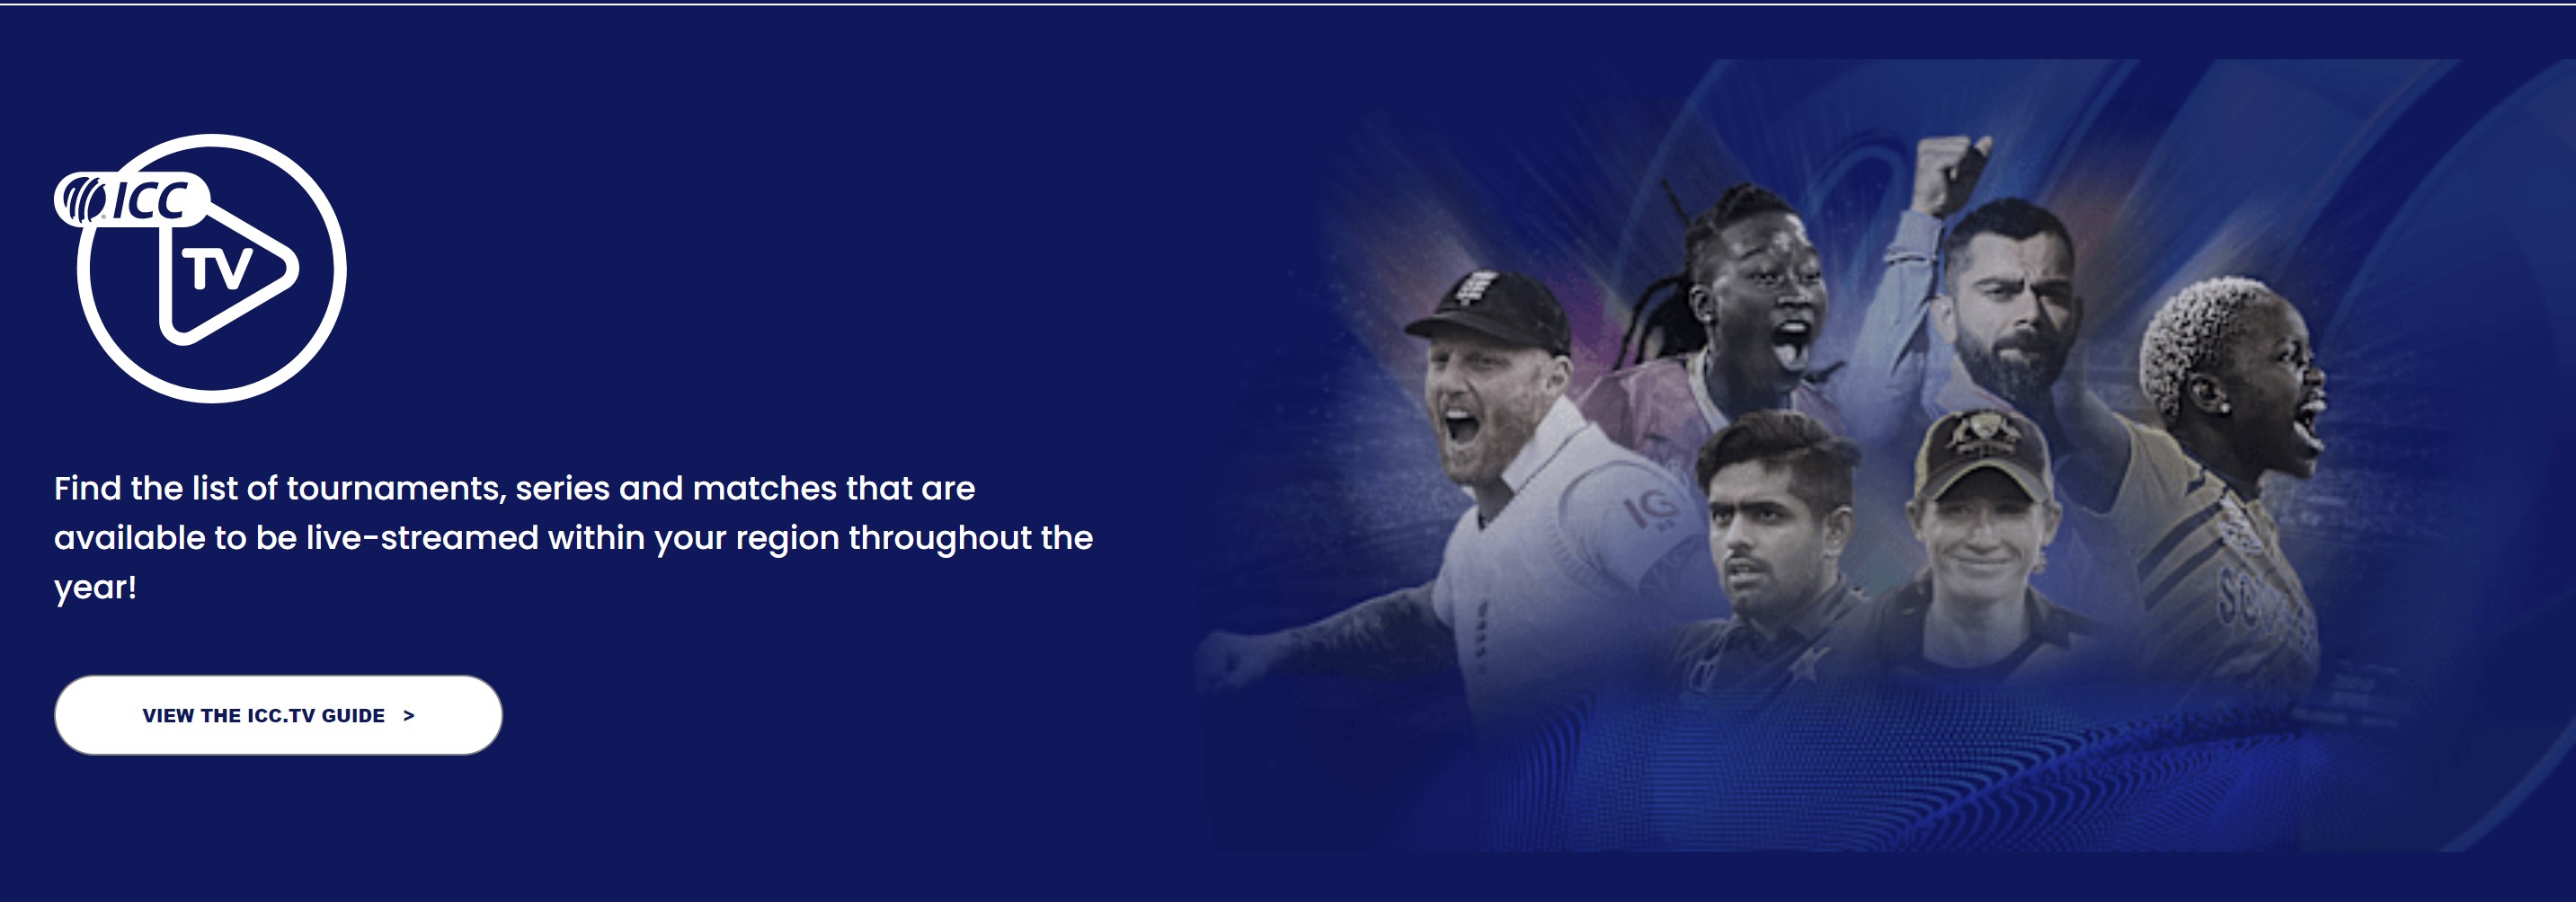 ICC
TV
Find the list of tournaments, series and matches that are
available to be live-streamed within your region throughout the
year!
VIEW THE ICC.TV GUIDE >
IG